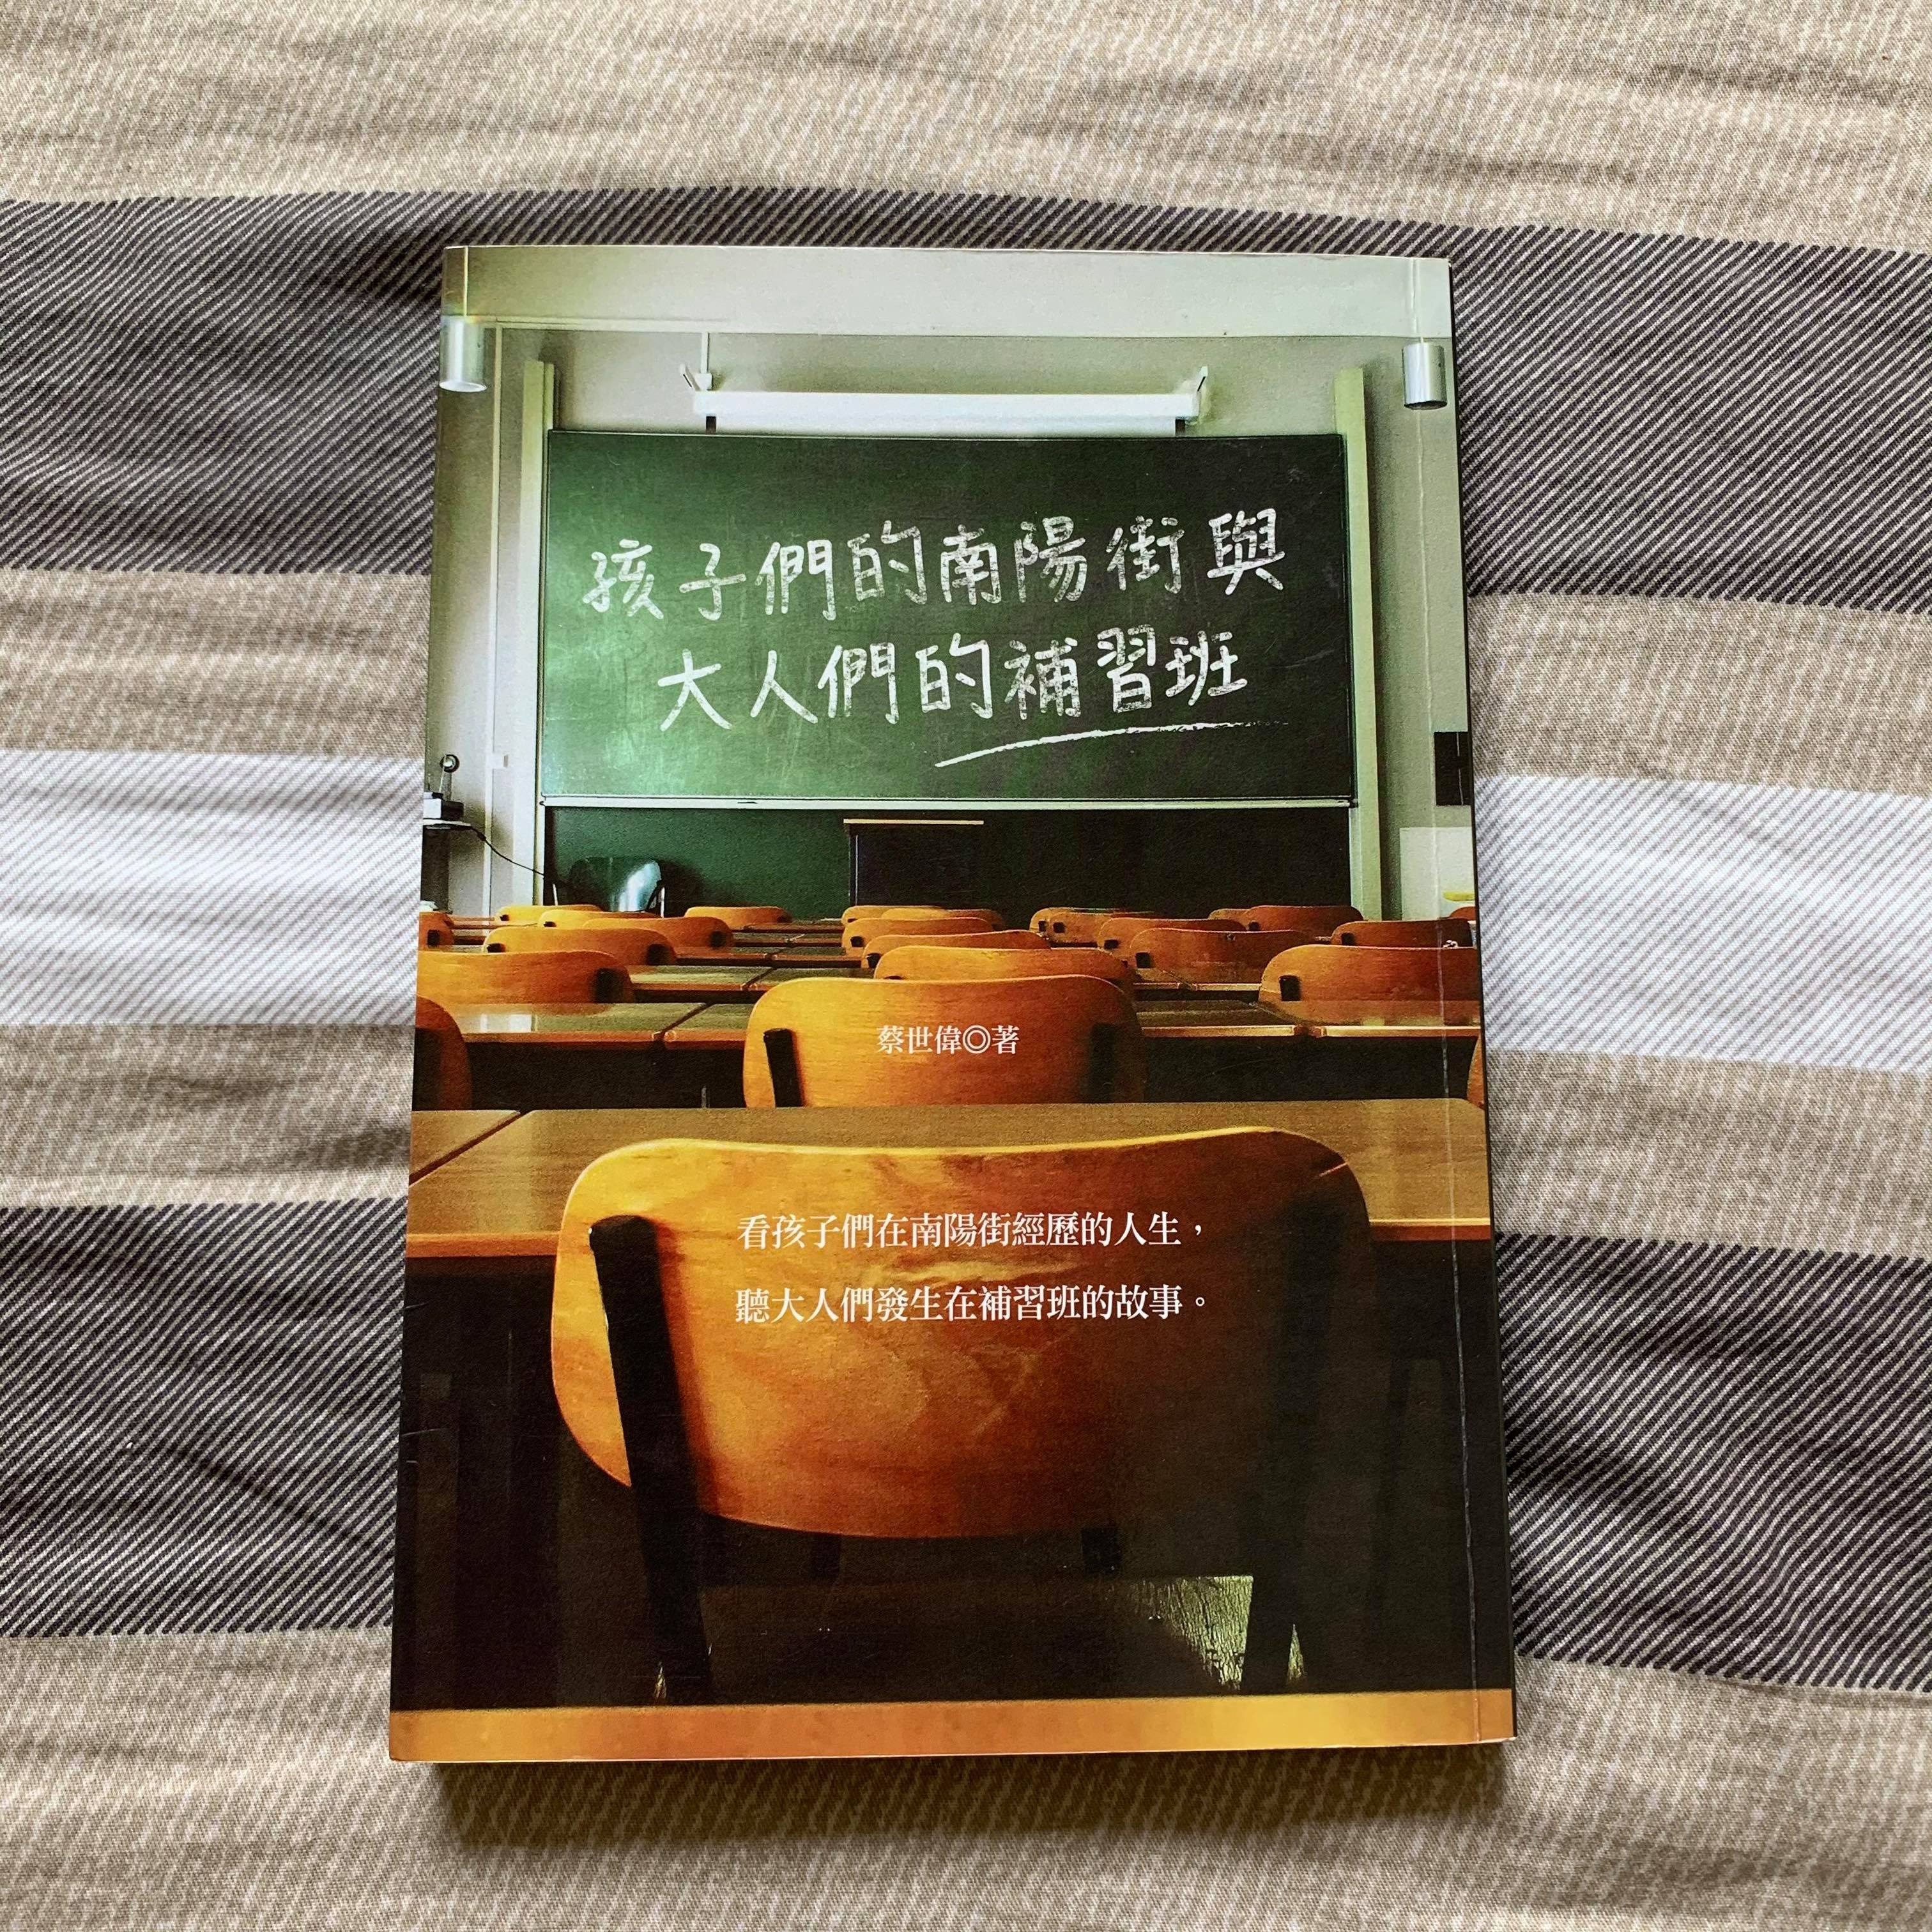 孩子們的南陽街與
大人們的補習班
蔡世偉◎著
看孩子們在南陽街經歷的人生，
聽大人們發生在補習班的故事。